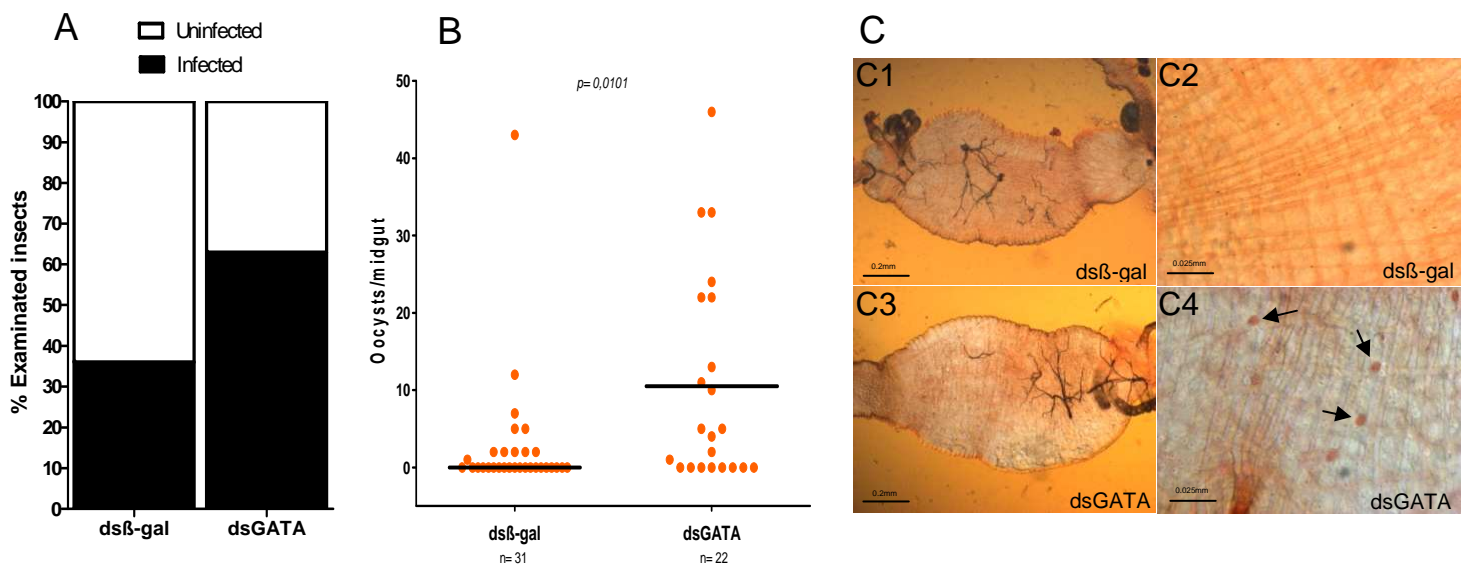 A
Uninfected
Infected
% Examinated insects
100
90
80
70
60
50
40
30
20
10
0
dsß-gal
dsGATA
B
p=0,0101
Oocysts/midgut
50
40
30
20
10
0
dsß-gal
n=31
dsGATA
n=22
C
C1
0.2mm
dsß-gal
C2
0.025mm
dsß-gal
C3
0.2mm
dsGATA
C4
0.025mm
dsGATA